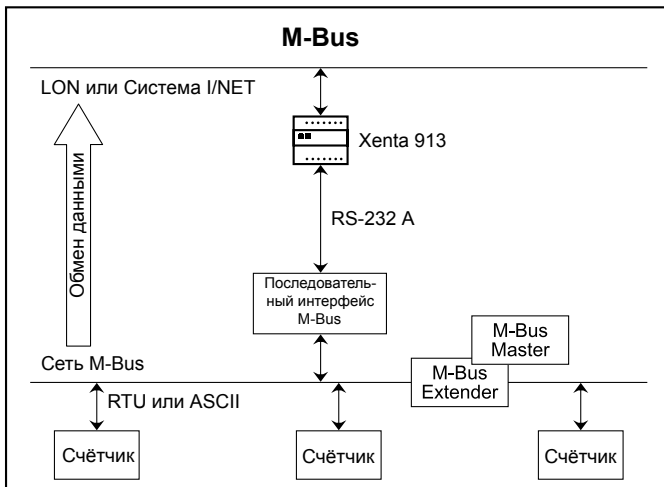 M-Bus
LON или Система I/NET
Xenta 913
Обмен данными
RS-232 A
Последователь-
ный интерфейс
M-Bus
M-Bus
Master
Сеть M-Bus
M-Bus
Extender
RTU или ASCII
Счётчик
Счётчик
Счётчик